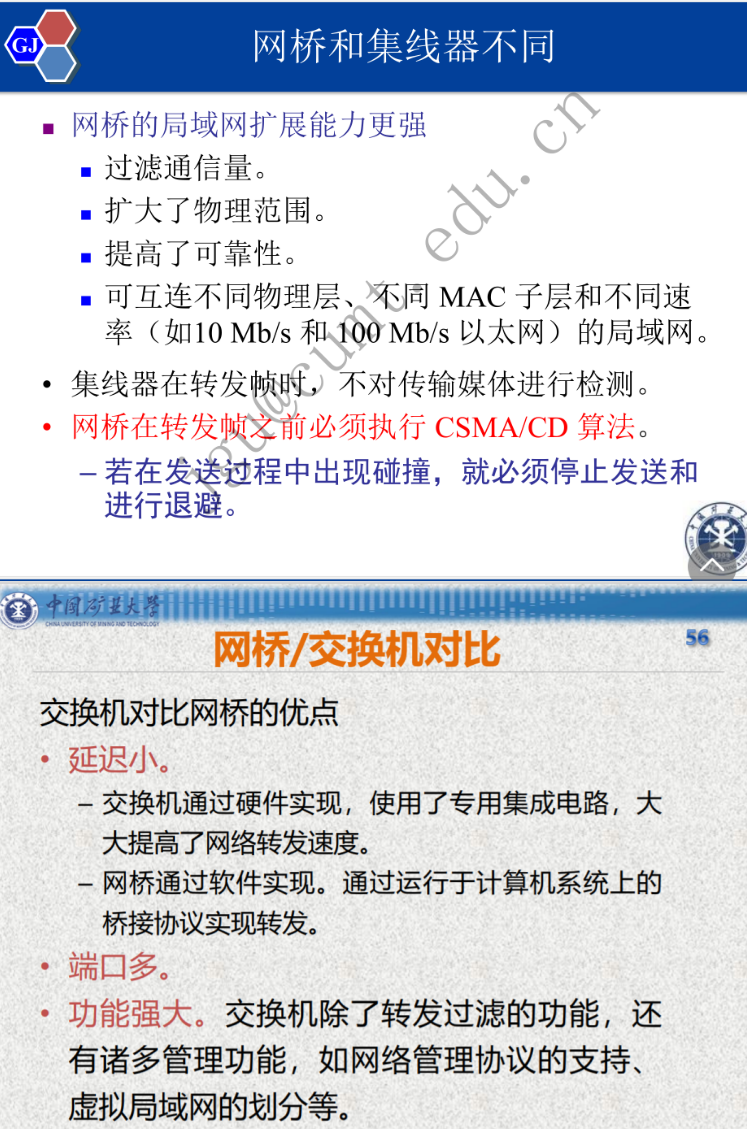 GJ
网桥和集线器不同
网桥的局域网扩展能力更强
过滤通信量。
扩大了物理范围。
提高了可靠性。
可互连不同物理层、不同 MAC 子层和不同速
率（如10 Mb/s 和 100 Mb/s 以太网）的局域网。
• 集线器在转发帧时，不对传输媒体进行检测。
• 网桥在转发帧之前必须执行 CSMA/CD 算法。
– 若在发送过程中出现碰撞，就必须停止发送和
进行退避。
jgu@cumt.edu.cn
中国矿业大学
CHINA UNIVERSITY OF MINING AND TECHNOLOGY
网桥/交换机对比
56
交换机对比网桥的优点
• 延迟小。
– 交换机通过硬件实现，使用了专用集成电路，大
大提高了网络转发速度。
– 网桥通过软件实现。通过运行于计算机系统上的
桥接协议实现转发。
• 端口多。
• 功能强大。交换机除了转发过滤的功能，还
有诸多管理功能，如网络管理协议的支持、
虚拟局域网的划分等。